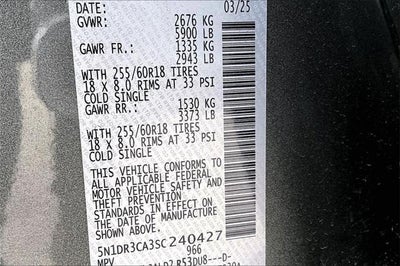 DATE: 03/25
GVWR: 2676 KG
5900 LB
GAWR FR.: 1335 KG
2943 LB
WITH 255/60R18 TIRES
18 X 8.0 RIMS AT 33 PSI
COLD SINGLE
GAWR RR.: 1530 KG
3373 LB
WITH 255/60R18 TIRES
18 X 8.0 RIMS AT 33 PSI
COLD SINGLE
THIS VEHICLE CONFORMS TO
ALL APPLICABLE FEDERAL
MOTOR VEHICLE SAFETY AND
THEFT PREVENTION
STANDARDS IN EFFECT ON
THE DATE OF MANUFACTURE
SHOWN ABOVE.
5N1DR3CA3SC240427
966
MPV
R53DU8---D-